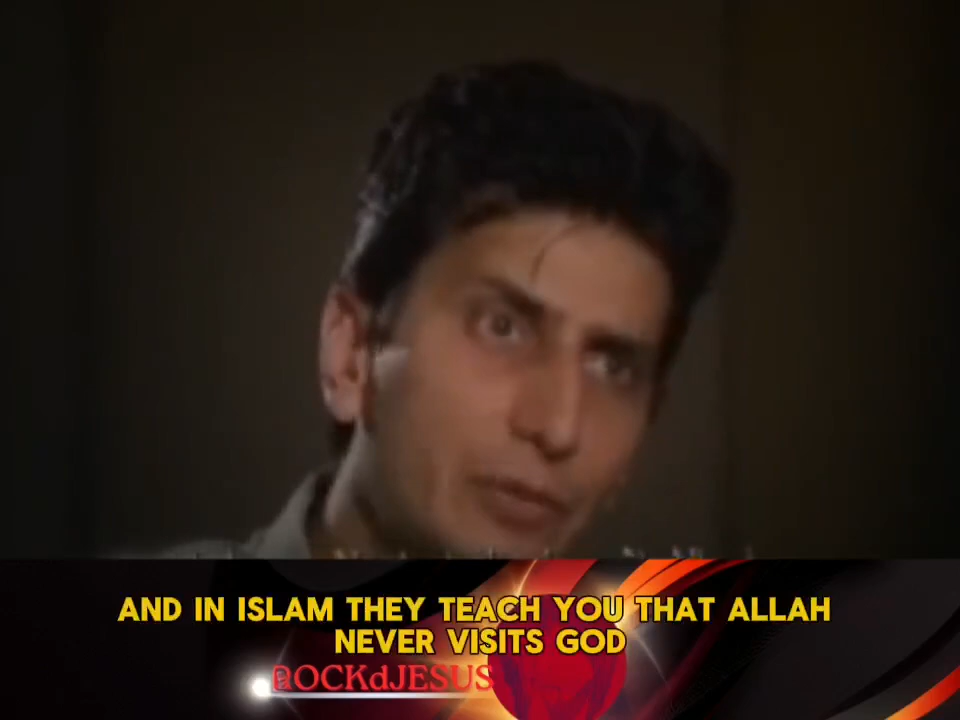 AND IN ISLAM THEY TEACH YOU THAT ALLAH
NEVER VISITS GOD
ROCKdJESUS